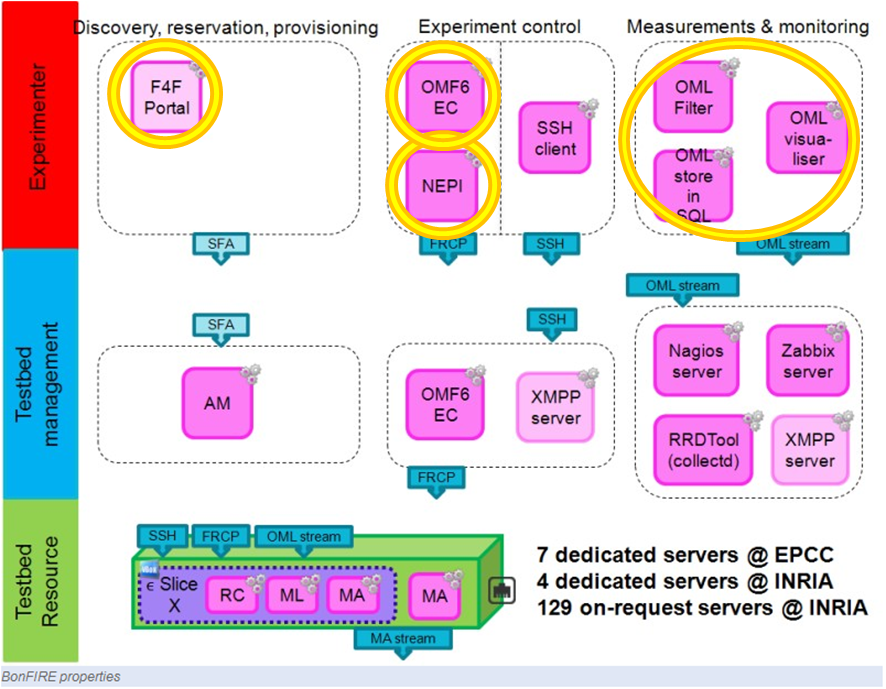 Discovery, reservation, provisioning
Experiment control
Measurements & monitoring
Experimenter
F4F
Portal
OMF6
EC
NEPI
SSH
client
OML
Filter
OML
store
in
SQL
OML
visua-
liser
SFA
FRCP
SSH
OML stream
Testbed
management
SFA
SSH
OML stream
AM
OMF6
EC
XMPP
server
Nagios
server
Zabbix
server
RRDTool
(collectd)
XMPP
server
FRCP
Testbed
Resource
SSH
FRCP
OML stream
vBox
ϵ Slice
X
RC
ML
MA
MA
MA stream
7 dedicated servers @ EPCC
4 dedicated servers @ INRIA
129 on-request servers @ INRIA
BonFIRE properties